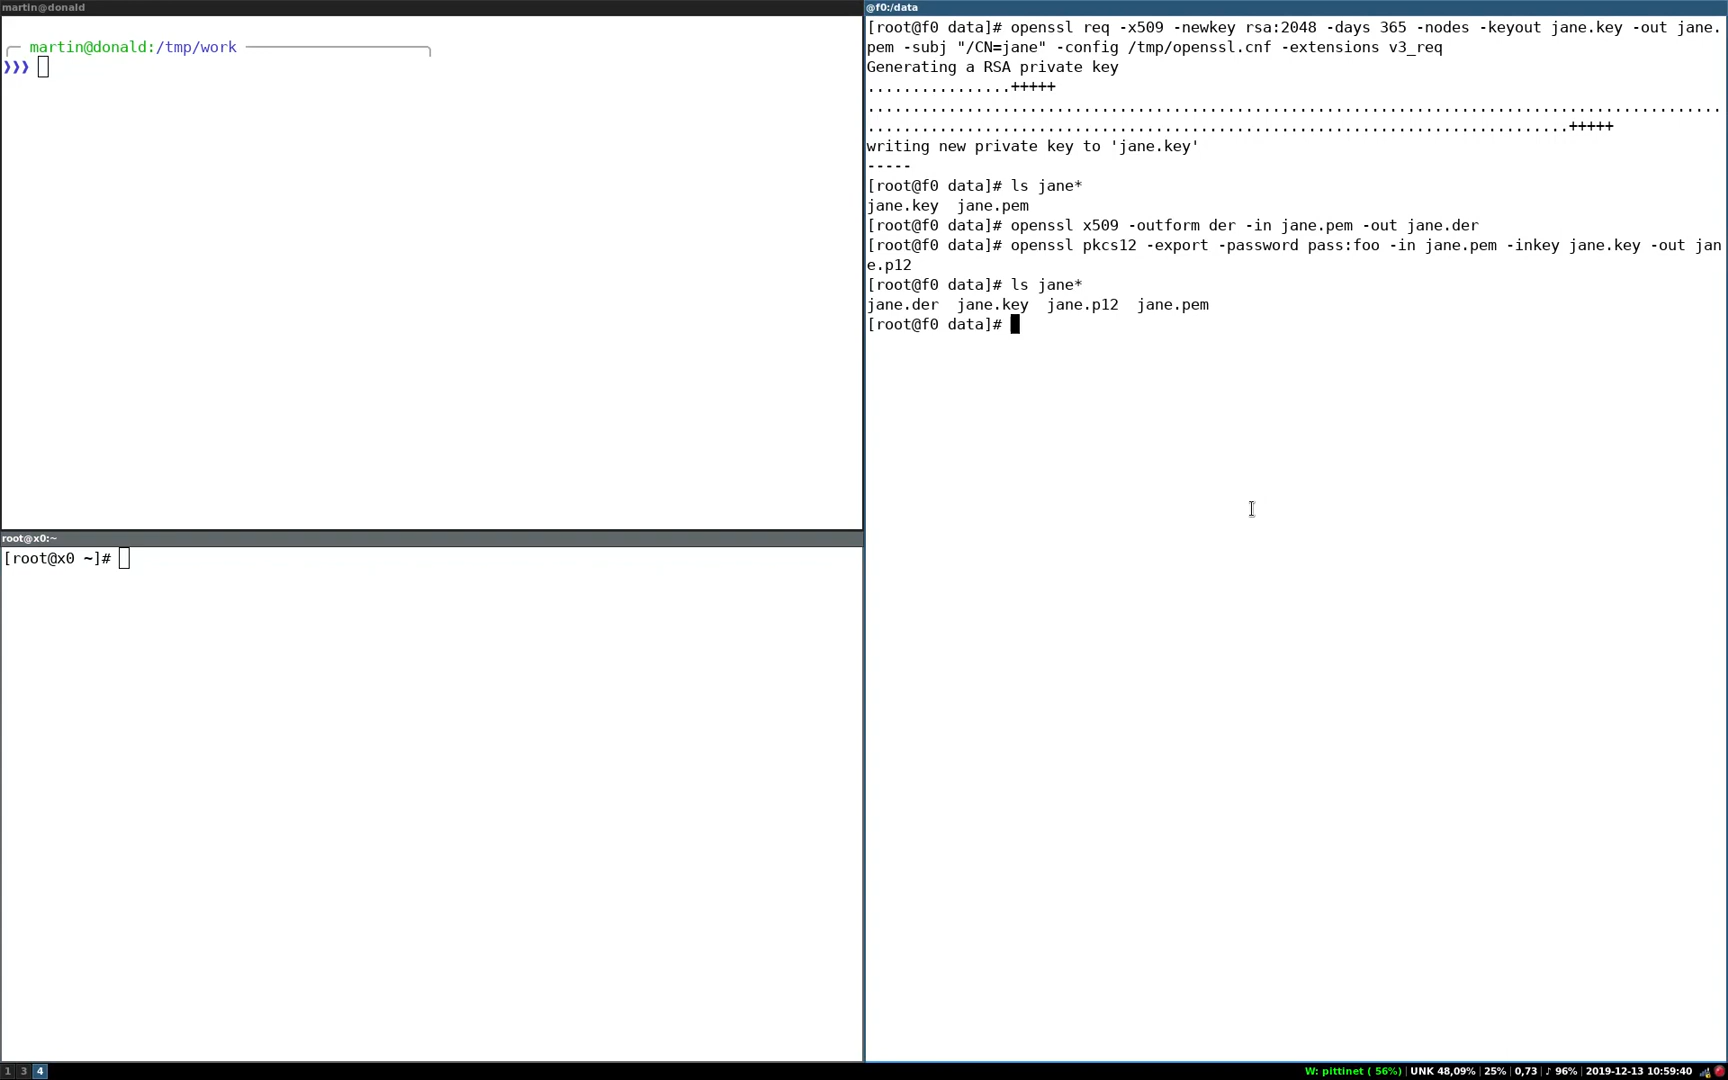 martin@donald
martin@donald:/tmp/work
❯❯❯
root@x0:~
[root@x0 ~]#
@f0:/data
[root@f0 data]# openssl req -x509 -newkey rsa:2048 -days 365 -nodes -keyout jane.key -out jane.
pem -subj "/CN=jane" -config /tmp/openssl.cnf -extensions v3_req
Generating a RSA private key
................+++++
...............................................................................................
..............................................................................+++++
writing new private key to 'jane.key'
-----
[root@f0 data]# ls jane*
jane.key  jane.pem
[root@f0 data]# openssl x509 -outform der -in jane.pem -out jane.der
[root@f0 data]# openssl pkcs12 -export -password pass:foo -in jane.pem -inkey jane.key -out jan
e.p12
[root@f0 data]# ls jane*
jane.der  jane.key  jane.p12  jane.pem
[root@f0 data]#
1 3 4
W: pittinet ( 56%) | UNK 48,09% | 25% | 0,73 | ♪ 96% | 2019-12-13 10:59:40